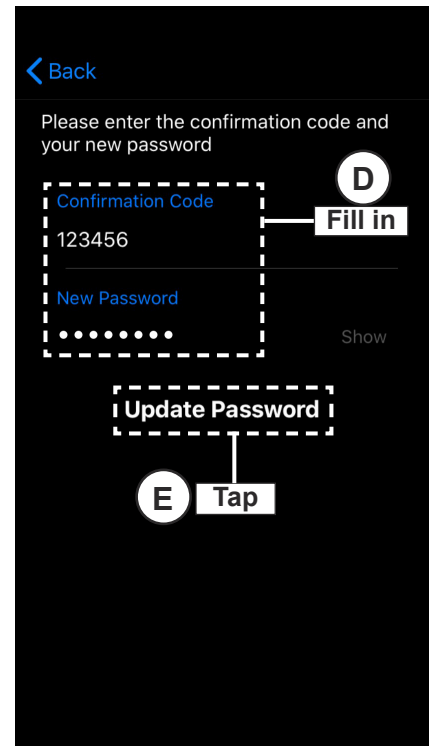 Back
Please enter the confirmation code and
your new password
D
Fill in
Confirmation Code
123456
New Password
••••••••
Show
Update Password
E
Tap